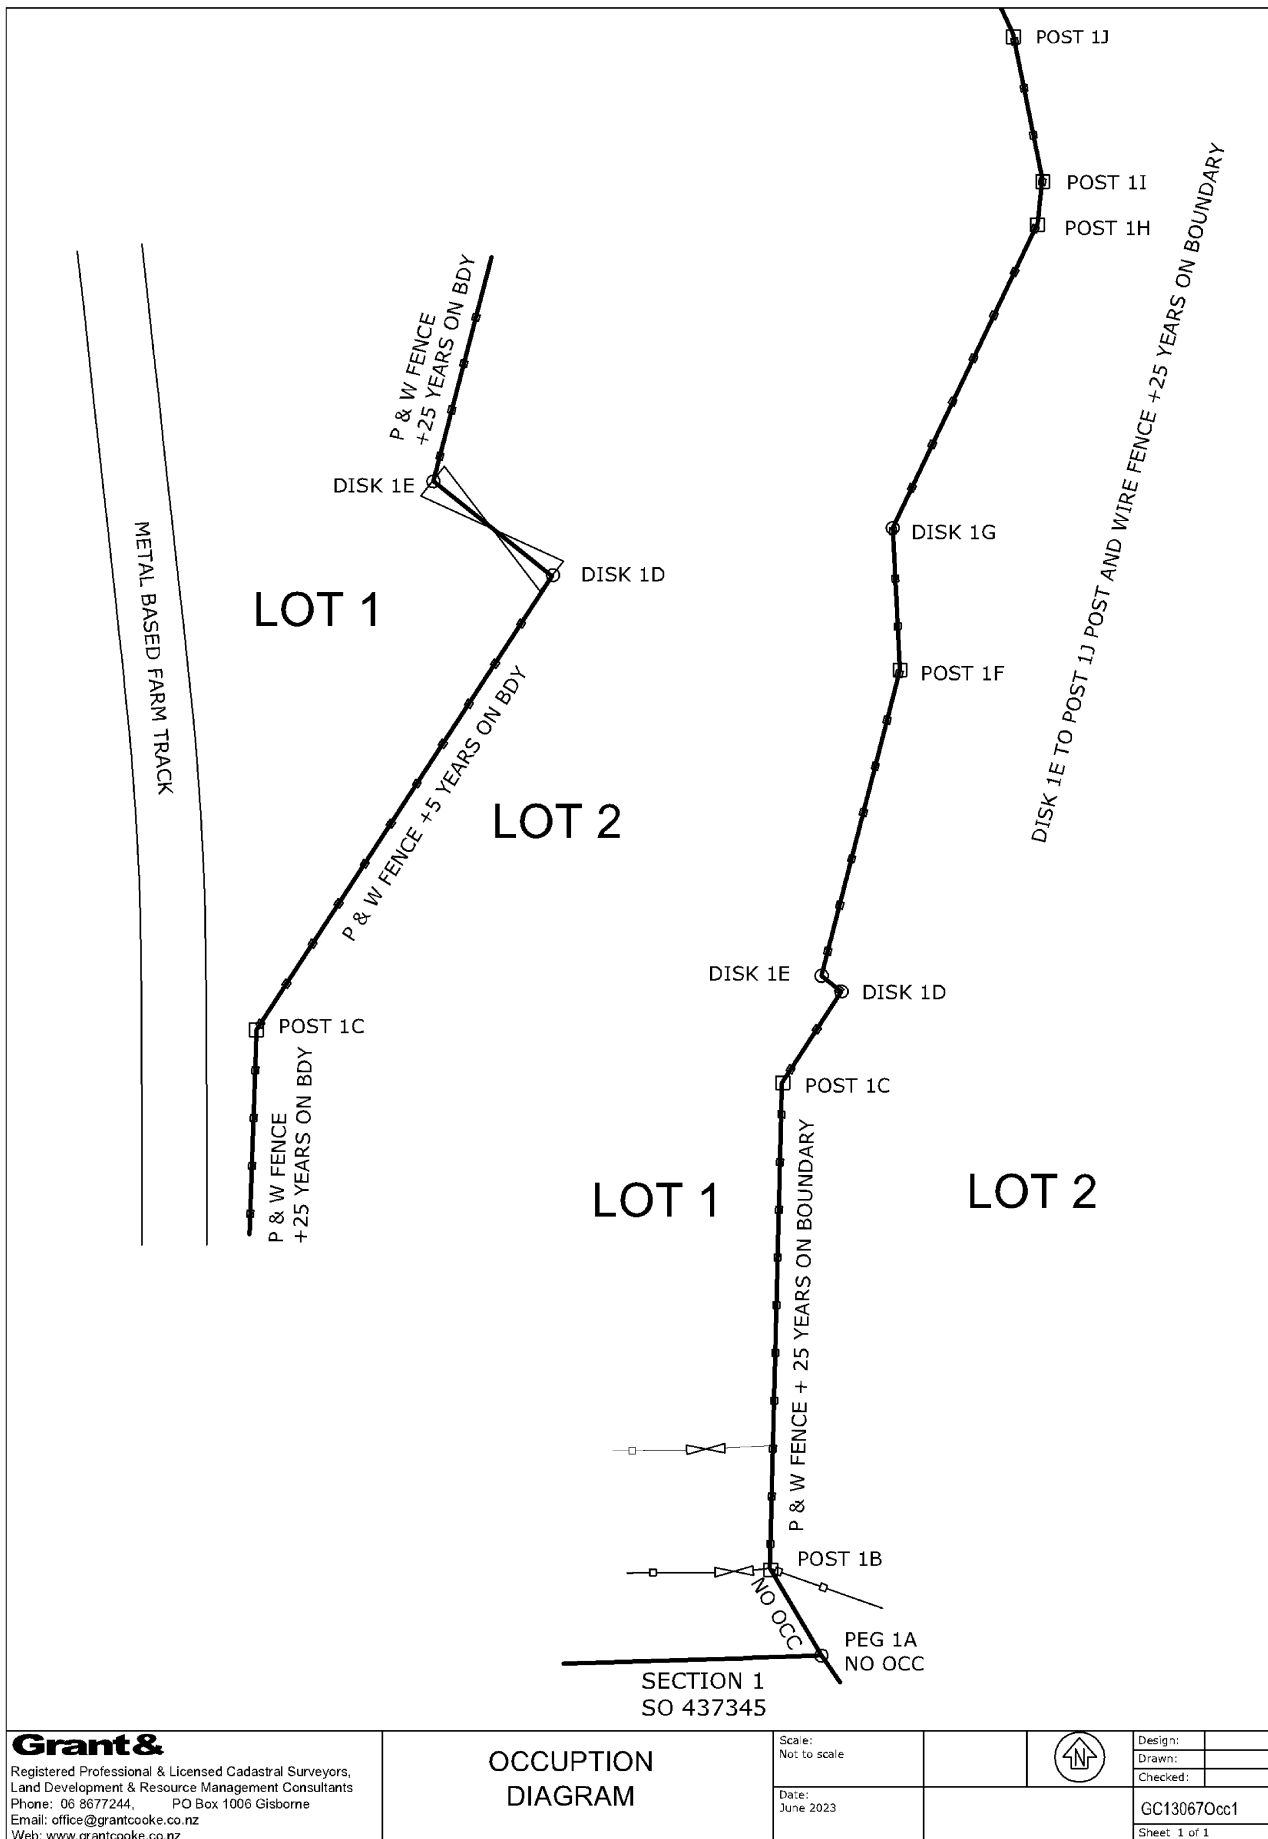 POST 1J
POST 1I
POST 1H
DISK 1E TO POST 1J POST AND WIRE FENCE +25 YEARS ON BOUNDARY
P & W FENCE
+25 YEARS ON BDY
DISK 1E
DISK 1D
DISK 1G
METAL BASED FARM TRACK
LOT 1
POST 1F
P & W FENCE +5 YEARS ON BDY
LOT 2
DISK 1E
DISK 1D
POST 1C
POST 1C
P & W FENCE
+25 YEARS ON BDY
P & W FENCE + 25 YEARS ON BOUNDARY
LOT 1
LOT 2
POST 1B
NO OCC
PEG 1A
NO OCC
SECTION 1
SO 437345
Grant&
Registered Professional & Licensed Cadastral Surveyors,
Land Development & Resource Management Consultants
Phone: 06 8677244, PO Box 1006 Gisborne
Email: office@grantcooke.co.nz
Web: www.grantcooke.co.nz
OCCUPTION
DIAGRAM
Scale:
Not to scale
Date:
June 2023
N
Design:
Drawn:
Checked:
GC13067Occ1
Sheet 1 of 1